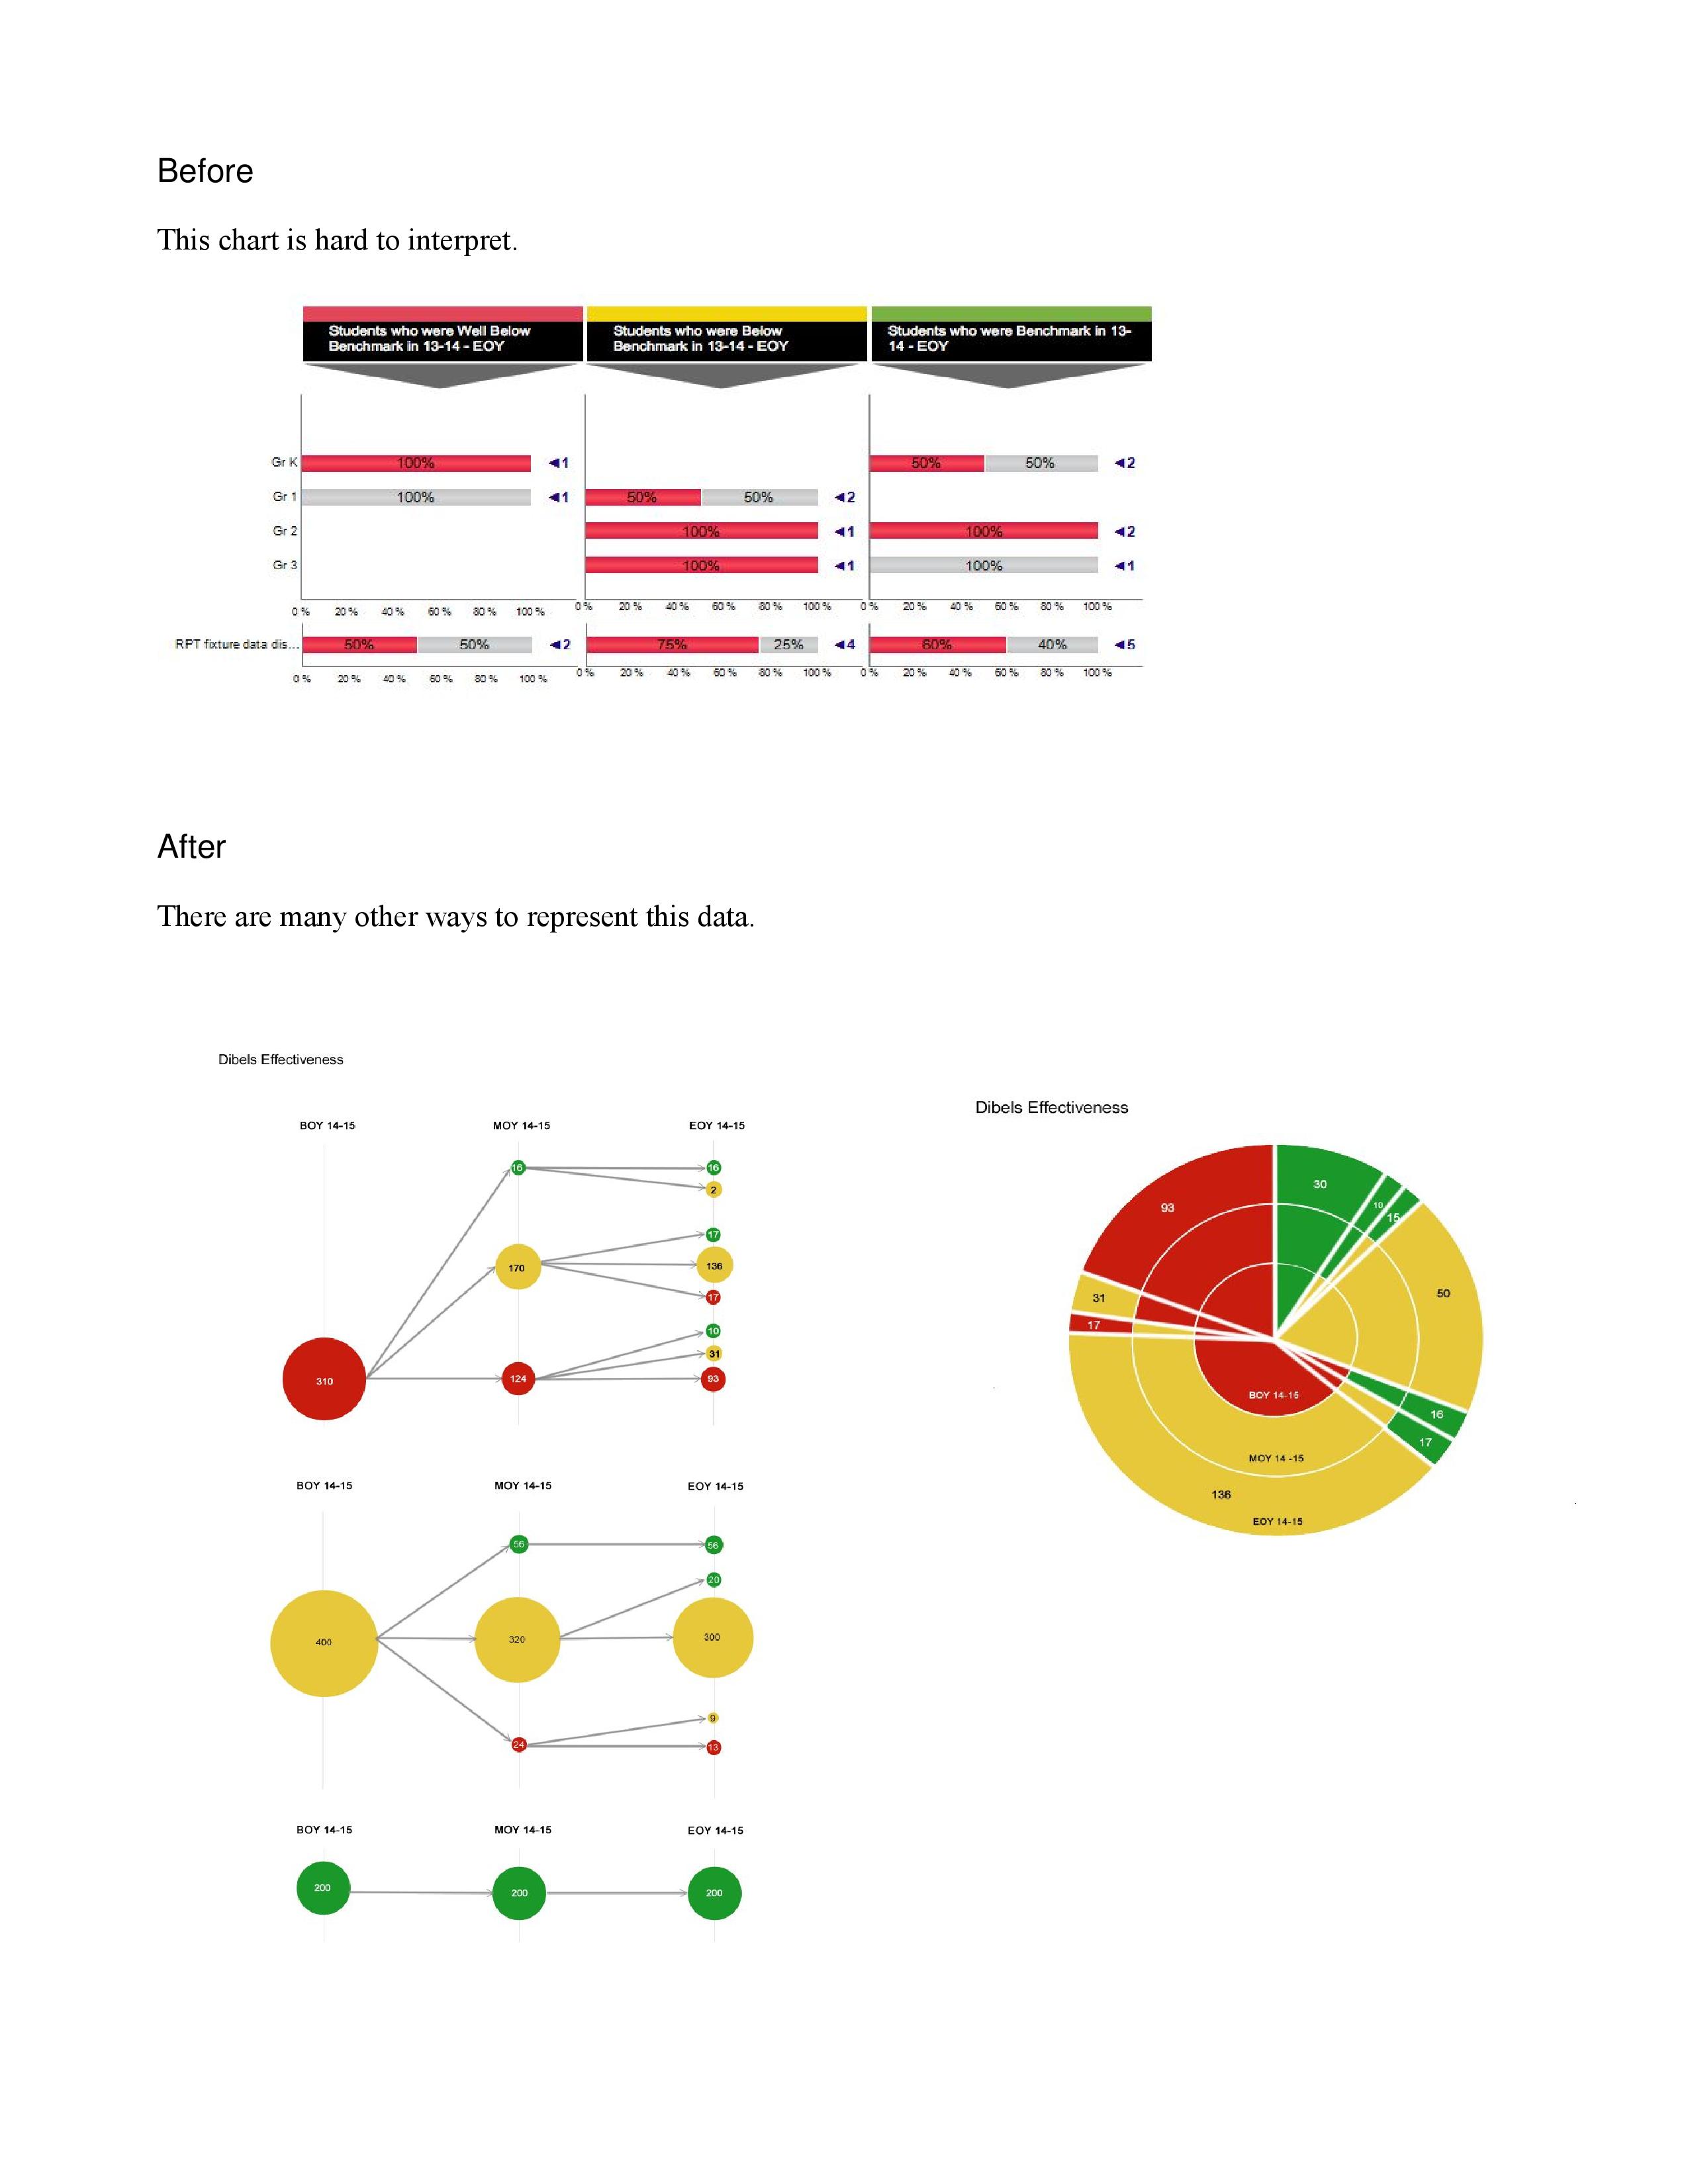 Before
This chart is hard to interpret.
Students who were Well Below
Benchmark in 13-14 - EOY
Students who were Below
Benchmark in 13-14 - EOY
Students who were Benchmark in 13-
14 - EOY
Gr K 100% ◄1 50% 50% ◄2
Gr 1 100% ◄1 50% 50% ◄2
Gr 2 100% ◄1 100% ◄2
Gr 3 100% ◄1 100% ◄1
0 % 20 % 40 % 60 % 80 % 100 % 0 % 20 % 40 % 60 % 80 % 100 % 0 % 20 % 40 % 60 % 80 % 100 %
RPT fixture data dis... 50% 50% ◄2 75% 25% ◄4 60% 40% ◄5
0 % 20 % 40 % 60 % 80 % 100 % 0 % 20 % 40 % 60 % 80 % 100 % 0 % 20 % 40 % 60 % 80 % 100 %
After
There are many other ways to represent this data.
Dibels Effectiveness
BOY 14-15 MOY 14-15 EOY 14-15
16 16
2
17
170 136
17
10
31
310 124 93
BOY 14-15 MOY 14-15 EOY 14-15
56 56
20
400 320 300
9
24 13
BOY 14-15 MOY 14-15 EOY 14-15
200 200 200
Dibels Effectiveness
93 30
10
15
31 50
17
BOY 14-15
16
17
MOY 14 -15
136
EOY 14-15